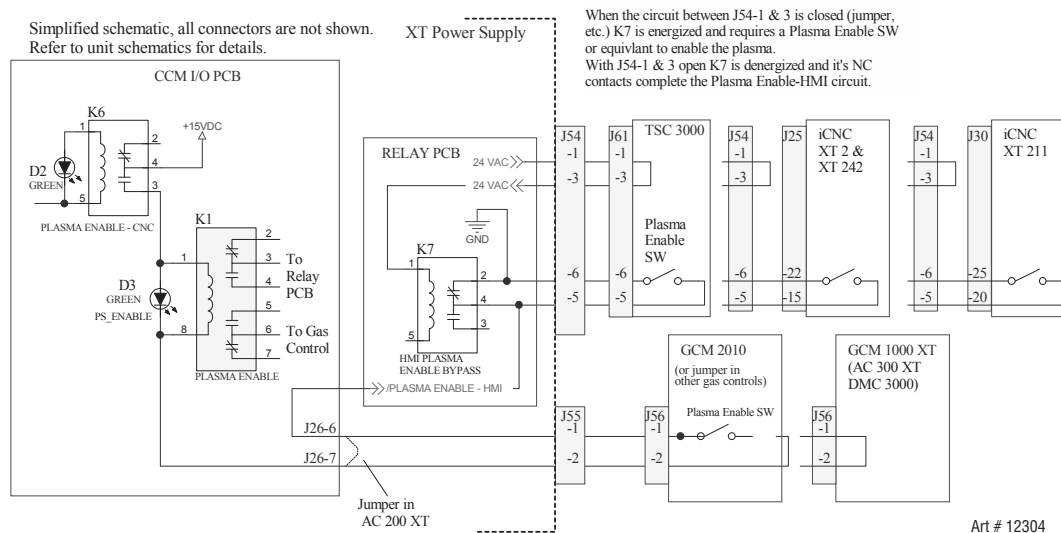 Simplified schematic, all connectors are not shown.
Refer to unit schematics for details.
XT Power Supply
When the circuit between J54-1 & 3 is closed (jumper,
etc.) K7 is energized and requires a Plasma Enable SW
or equivlant to enable the plasma.
With J54-1 & 3 open K7 is denergized and it's NC
contacts complete the Plasma Enable-HMI circuit.
CCM I/O PCB
K6
1
2
4
3
5
+15VDC
D2
GREEN
PLASMA ENABLE - CNC
K1
1
2
3
4
5
6
7
8
To
Relay
PCB
To Gas
Control
D3
GREEN
PS_ENABLE
PLASMA ENABLE
J26-6
J26-7
Jumper in
AC 200 XT
RELAY PCB
24 VAC
24 VAC
GND
K7
1
2
4
3
5
HMI PLASMA
ENABLE BYPASS
/PLASMA ENABLE - HMI
J54
-1
-3
-6
-5
J61
-1
-3
-6
-5
TSC 3000
Plasma
Enable
SW
J54
-1
-3
-6
-5
J25
-22
-15
iCNC
XT 2 &
XT 242
J54
-1
-3
-6
-5
J30
-25
-20
iCNC
XT 211
J55
-1
-2
J56
-1
-2
GCM 2010
(or jumper in
other gas controls)
Plasma Enable SW
J56
-1
-2
GCM 1000 XT
(AC 300 XT
DMC 3000)
Art # 12304